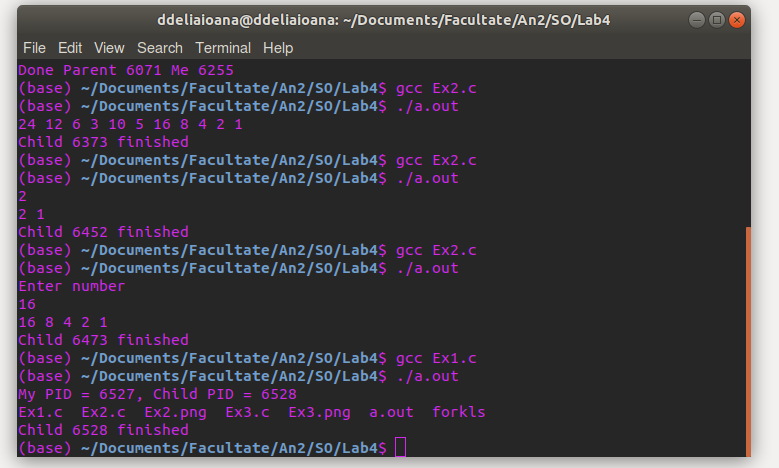 ddeliaioana@ddeliaioana: ~/Documents/Facultate/An2/SO/Lab4
File Edit View Search Terminal Help
Done Parent 6071 Me 6255
(base) ~/Documents/Facultate/An2/SO/Lab4$ gcc Ex2.c
(base) ~/Documents/Facultate/An2/SO/Lab4$ ./a.out
24 12 6 3 10 5 16 8 4 2 1
Child 6373 finished
(base) ~/Documents/Facultate/An2/SO/Lab4$ gcc Ex2.c
(base) ~/Documents/Facultate/An2/SO/Lab4$ ./a.out
2
2 1
Child 6452 finished
(base) ~/Documents/Facultate/An2/SO/Lab4$ gcc Ex2.c
(base) ~/Documents/Facultate/An2/SO/Lab4$ ./a.out
Enter number
16
16 8 4 2 1
Child 6473 finished
(base) ~/Documents/Facultate/An2/SO/Lab4$ gcc Ex1.c
(base) ~/Documents/Facultate/An2/SO/Lab4$ ./a.out
My PID = 6527, Child PID = 6528
Ex1.c  Ex2.c  Ex2.png  Ex3.c  Ex3.png  a.out  forkls
Child 6528 finished
(base) ~/Documents/Facultate/An2/SO/Lab4$